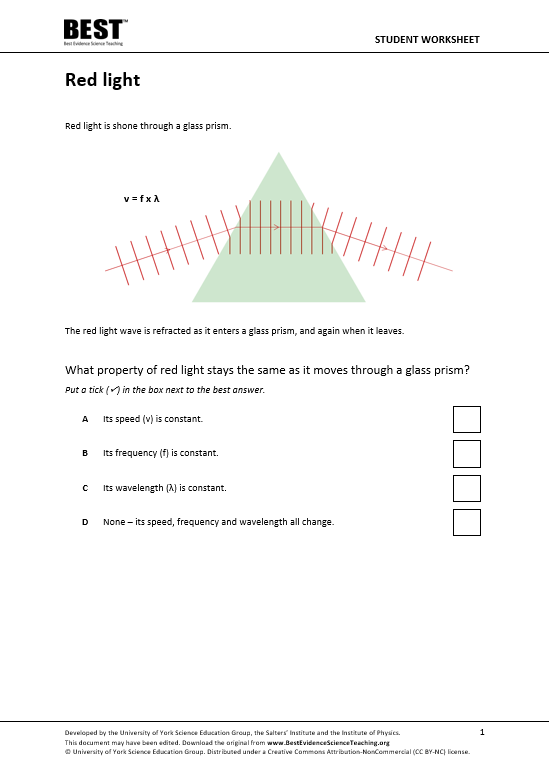 BEST™
Best Evidence Science Teaching
STUDENT WORKSHEET
Red light
Red light is shone through a glass prism.
v = f x λ
The red light wave is refracted as it enters a glass prism, and again when it leaves.
What property of red light stays the same as it moves through a glass prism?
Put a tick (✓) in the box next to the best answer.
A Its speed (v) is constant.
B Its frequency (f) is constant.
C Its wavelength (λ) is constant.
D None – its speed, frequency and wavelength all change.
Developed by the University of York Science Education Group, the Salters’ Institute and the Institute of Physics. 1
This document may have been edited. Download the original from www.BestEvidenceScienceTeaching.org
© University of York Science Education Group. Distributed under a Creative Commons Attribution-NonCommercial (CC BY-NC) license.